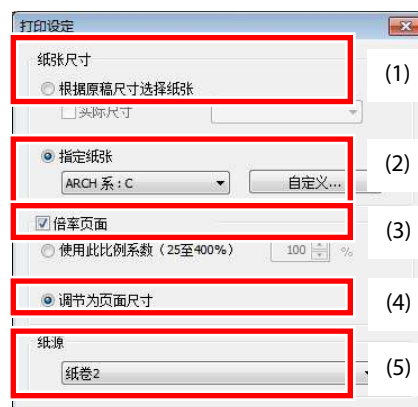 打印设定
纸张尺寸
(1)
根据原稿尺寸选择纸张
实际尺寸
指定纸张
(2)
ARCH 系 : C
自定义...
倍率页面
(3)
使用此比例系数（25至400%） 100 %
调节为页面尺寸
(4)
纸源
(5)
纸卷2